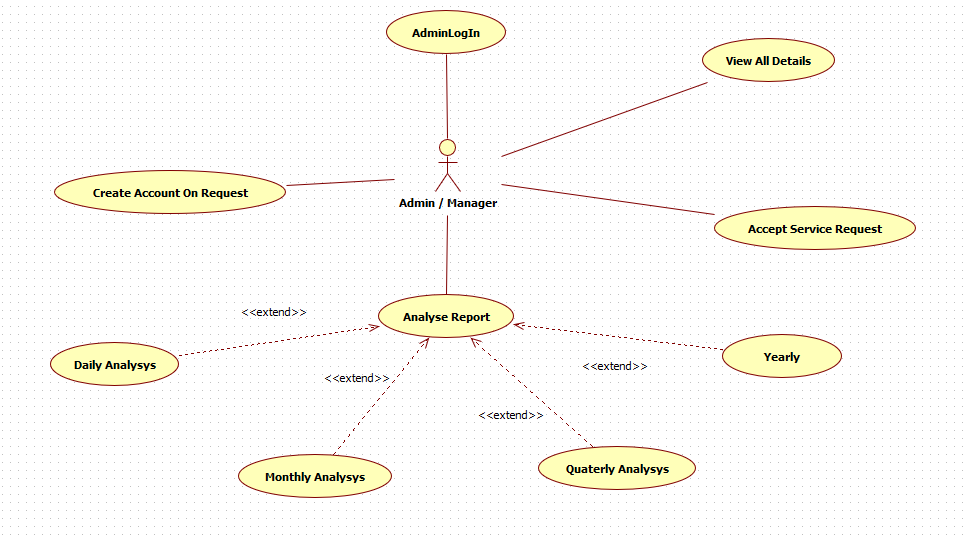 AdminLogIn
View All Details
Create Account On Request
Admin / Manager
Accept Service Request
<<extend>>
Analyse Report
Daily Analysys
Yearly
<<extend>>
<<extend>>
<<extend>>
Monthly Analysys
Quaterly Analysys